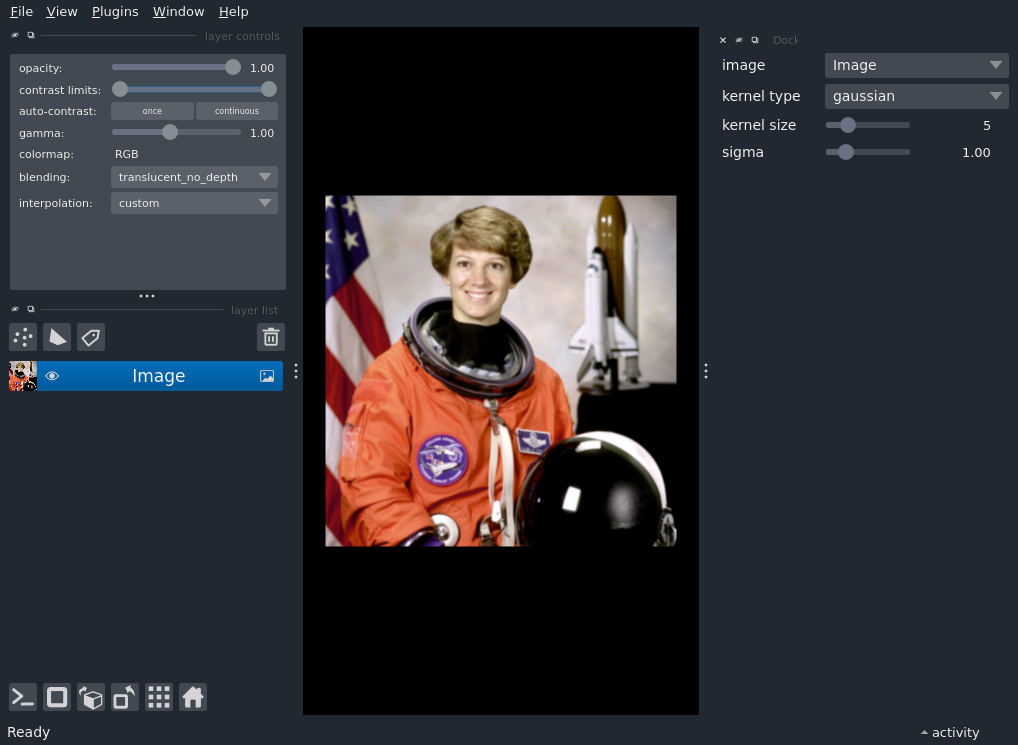 File View Plugins Window Help
layer controls
opacity: 1.00
contrast limits:
auto-contrast: once continuous
gamma: 1.00
colormap: RGB
blending: translucent_no_depth
interpolation: custom
layer list
Image
Dock
image Image
kernel type gaussian
kernel size 5
sigma 1.00
Ready
activity